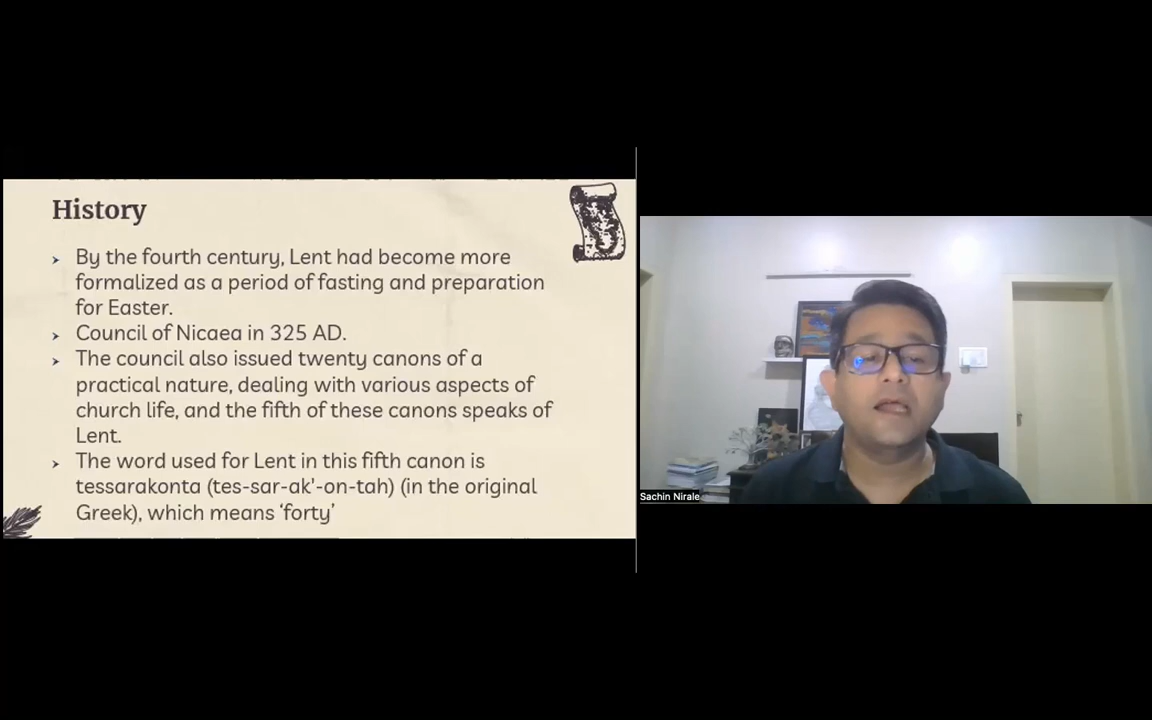 History
By the fourth century, Lent had become more
formalized as a period of fasting and preparation
for Easter.
Council of Nicaea in 325 AD.
The council also issued twenty canons of a
practical nature, dealing with various aspects of
church life, and the fifth of these canons speaks of
Lent.
The word used for Lent in this fifth canon is
tessarakonta (tes-sar-ak'-on-tah) (in the original
Greek), which means ‘forty’
Sachin Nirale